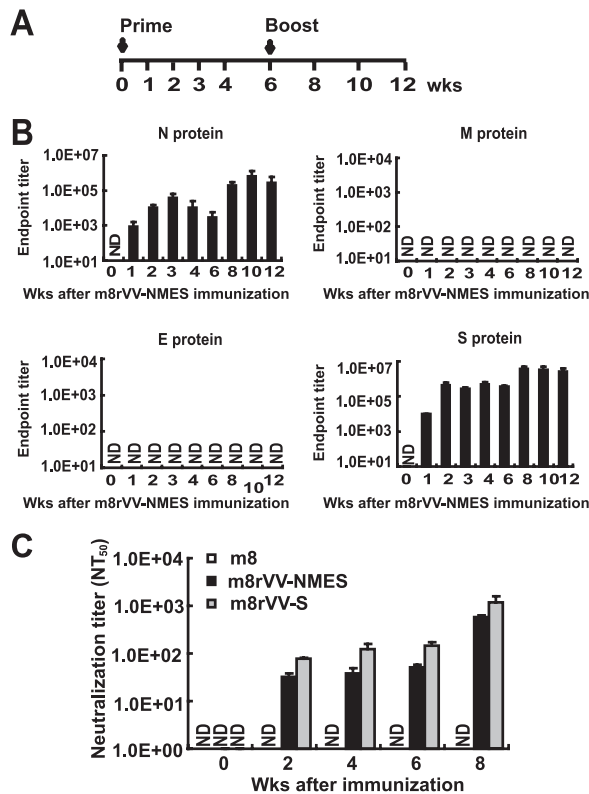 A
Prime Boost
0 1 2 3 4 6 8 10 12 wks
B
N protein
Endpoint titer
1.0E+07
1.0E+05
1.0E+03
1.0E+01
ND
0 1 2 3 4 6 8 10 12
Wks after m8rVV-NMES immunization
M protein
Endpoint titer
1.0E+04
1.0E+03
1.0E+02
1.0E+01
ND ND ND ND ND ND ND ND ND
0 1 2 3 4 6 8 10 12
Wks after m8rVV-NMES immunization
E protein
Endpoint titer
1.0E+04
1.0E+03
1.0E+02
1.0E+01
ND ND ND ND ND ND ND ND ND
0 1 2 3 4 6 8 10 12
Wks after m8rVV-NMES immunization
S protein
Endpoint titer
1.0E+07
1.0E+05
1.0E+03
1.0E+01
ND
0 1 2 3 4 6 8 10 12
Wks after m8rVV-NMES immunization
C
Neutralization titer (NT50)
1.0E+04
1.0E+03
1.0E+02
1.0E+01
1.0E+00
m8
m8rVV-NMES
m8rVV-S
ND ND ND ND ND ND ND
0 2 4 6 8
Wks after immunization